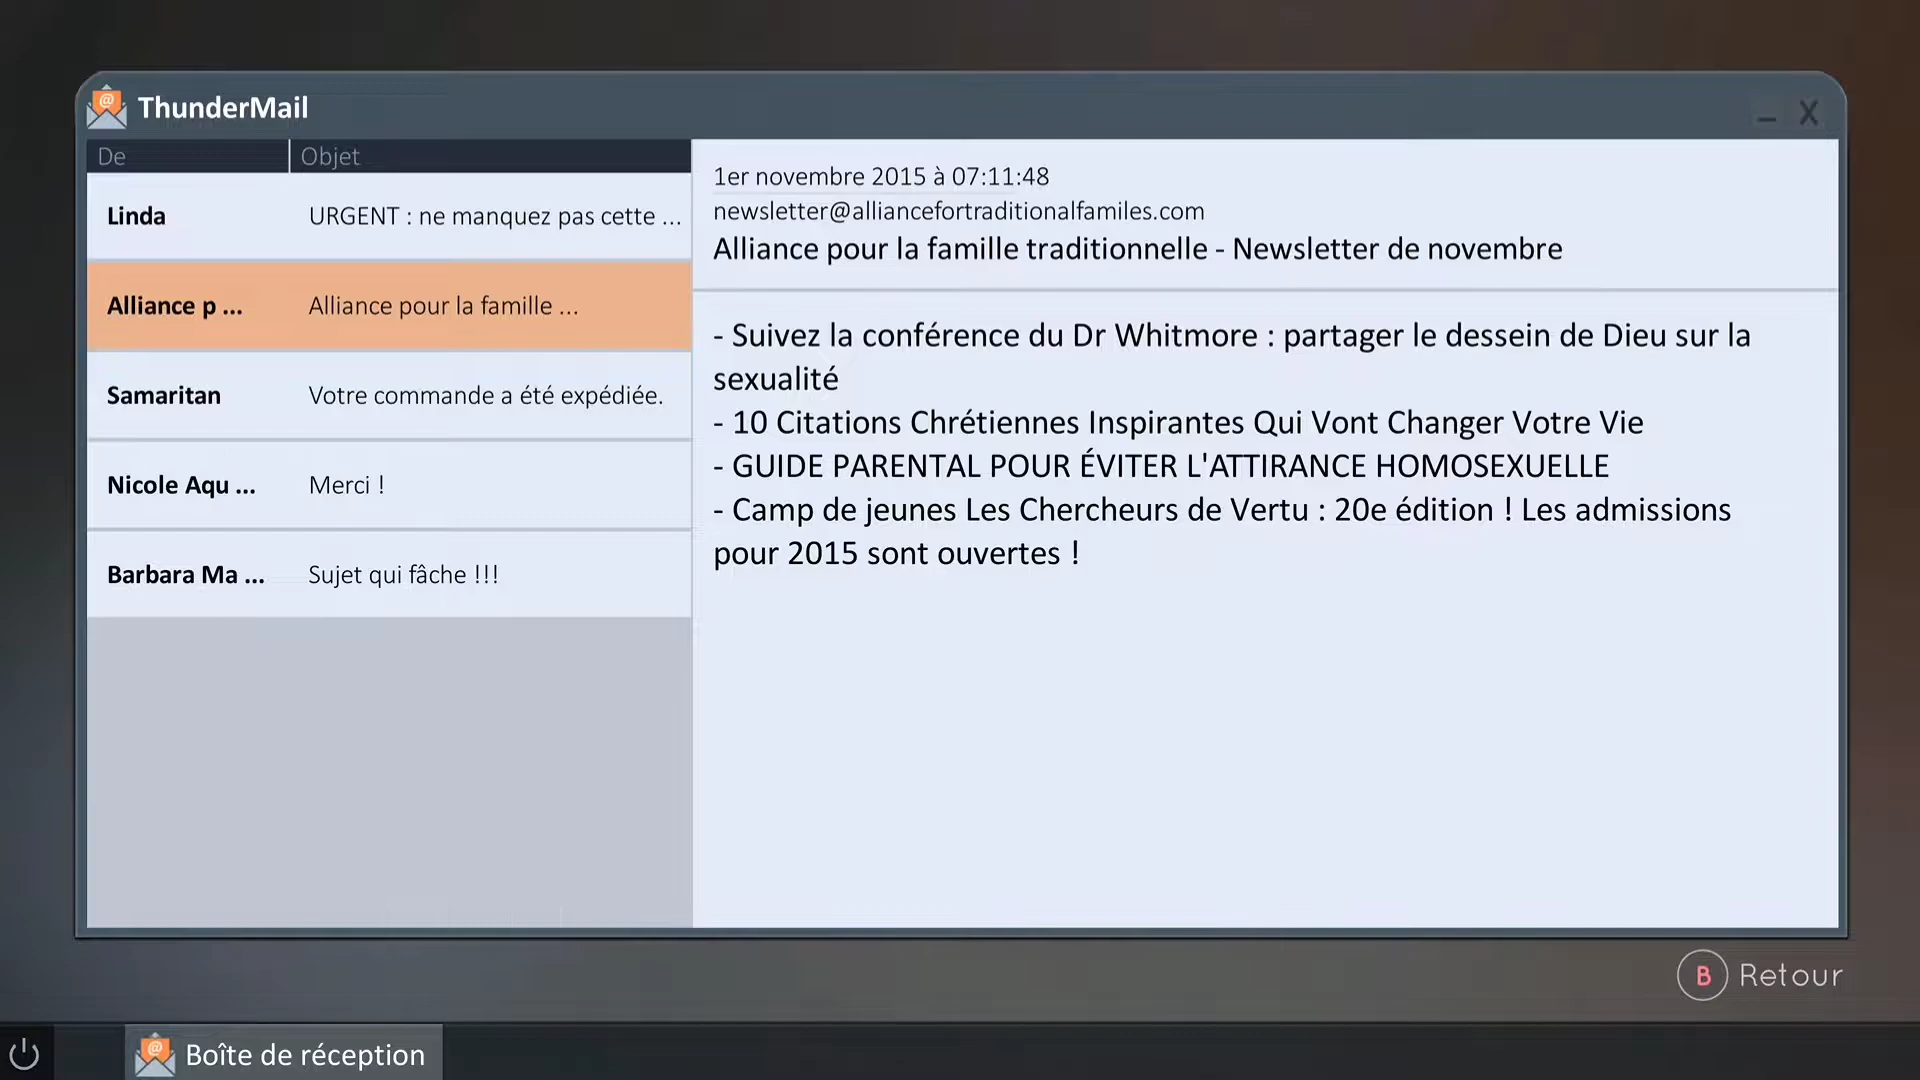 ThunderMail
De Objet
Linda URGENT : ne manquez pas cette ...
Alliance p ... Alliance pour la famille ...
Samaritan Votre commande a été expédiée.
Nicole Aqu ... Merci !
Barbara Ma ... Sujet qui fâche !!!
1er novembre 2015 à 07:11:48
newsletter@alliancefortraditionalfamiles.com
Alliance pour la famille traditionnelle - Newsletter de novembre
- Suivez la conférence du Dr Whitmore : partager le dessein de Dieu sur la
sexualité
- 10 Citations Chrétiennes Inspirantes Qui Vont Changer Votre Vie
- GUIDE PARENTAL POUR ÉVITER L'ATTIRANCE HOMOSEXUELLE
- Camp de jeunes Les Chercheurs de Vertu : 20e édition ! Les admissions
pour 2015 sont ouvertes !
B Retour
Boîte de réception